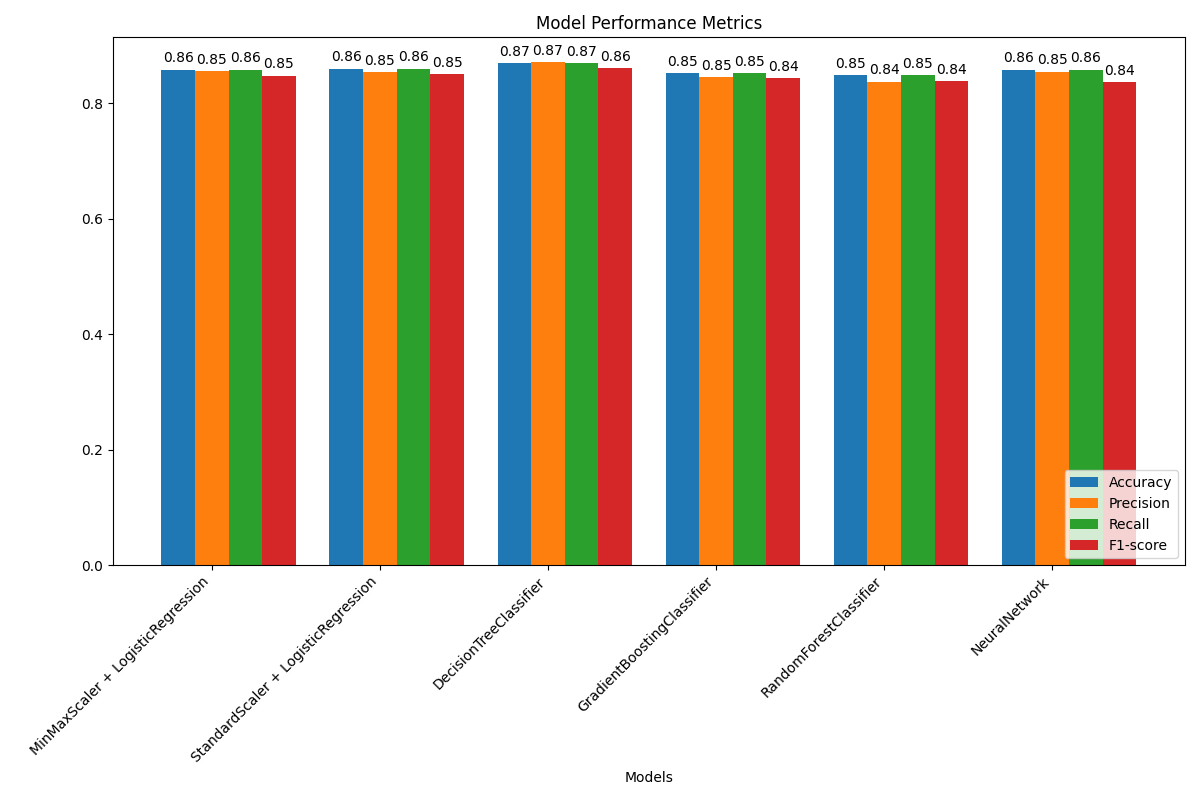 Model Performance Metrics
0.86 0.85 0.86 0.85 0.86 0.85 0.86 0.85 0.87 0.87 0.87 0.86 0.85 0.85 0.85 0.84 0.85 0.84 0.85 0.84 0.86 0.85 0.86 0.84
0.8
0.6
0.4
0.2
0.0
Accuracy
Precision
Recall
F1-score
MinMaxScaler + LogisticRegression
StandardScaler + LogisticRegression
DecisionTreeClassifier
GradientBoostingClassifier
RandomForestClassifier
NeuralNetwork
Models